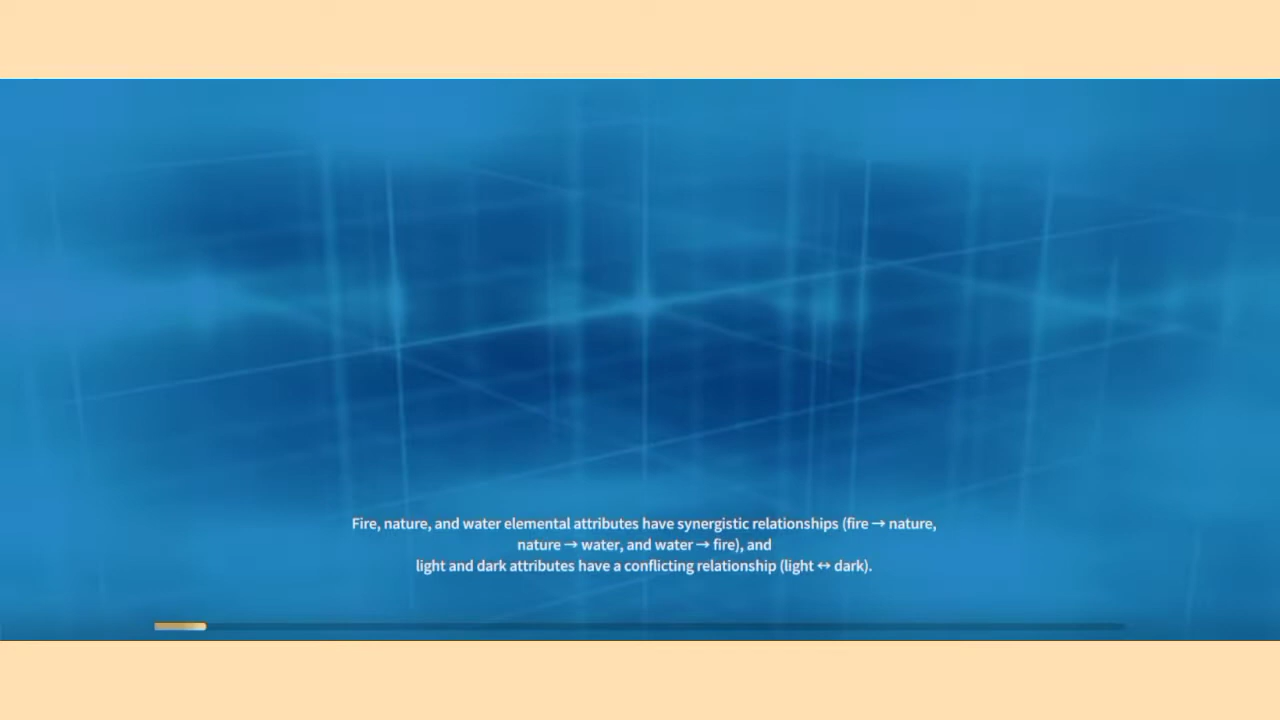 Fire, nature, and water elemental attributes have synergistic relationships (fire → nature,
nature → water, and water → fire), and
light and dark attributes have a conflicting relationship (light ↔ dark).